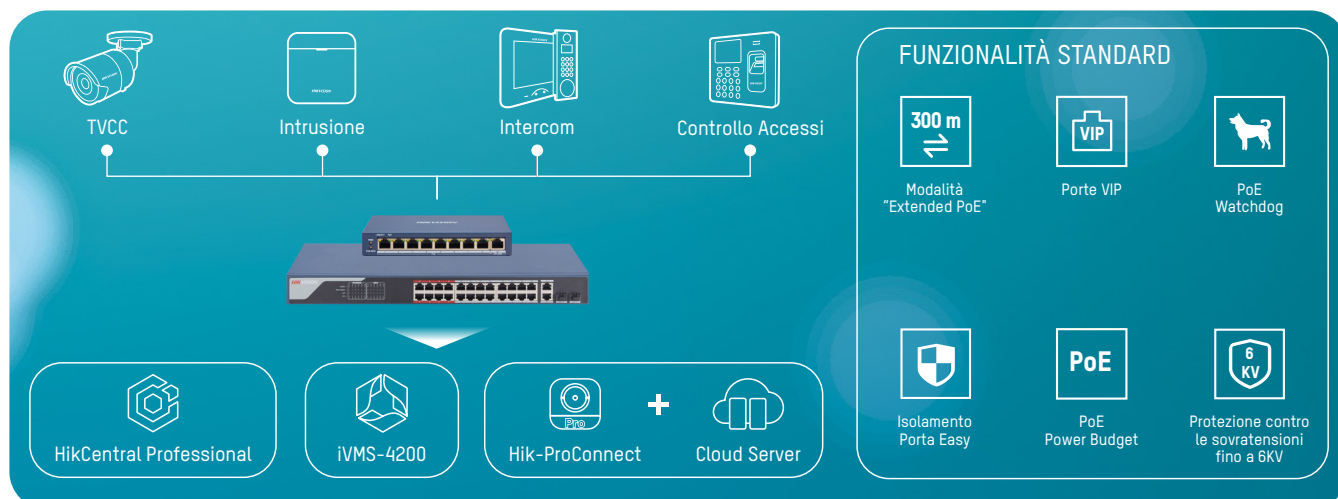 TVCC
Intrusione
Intercom
Controllo Accessi
HikCentral Professional
iVMS-4200
Pro
Hik-ProConnect
+
Cloud Server
FUNZIONALITÀ STANDARD
300 m
Modalità
"Extended PoE"
VIP
Porte VIP
PoE
Watchdog
Isolamento
Porta Easy
PoE
PoE
Power Budget
6
KV
Protezione contro
le sovratensioni
fino a 6KV